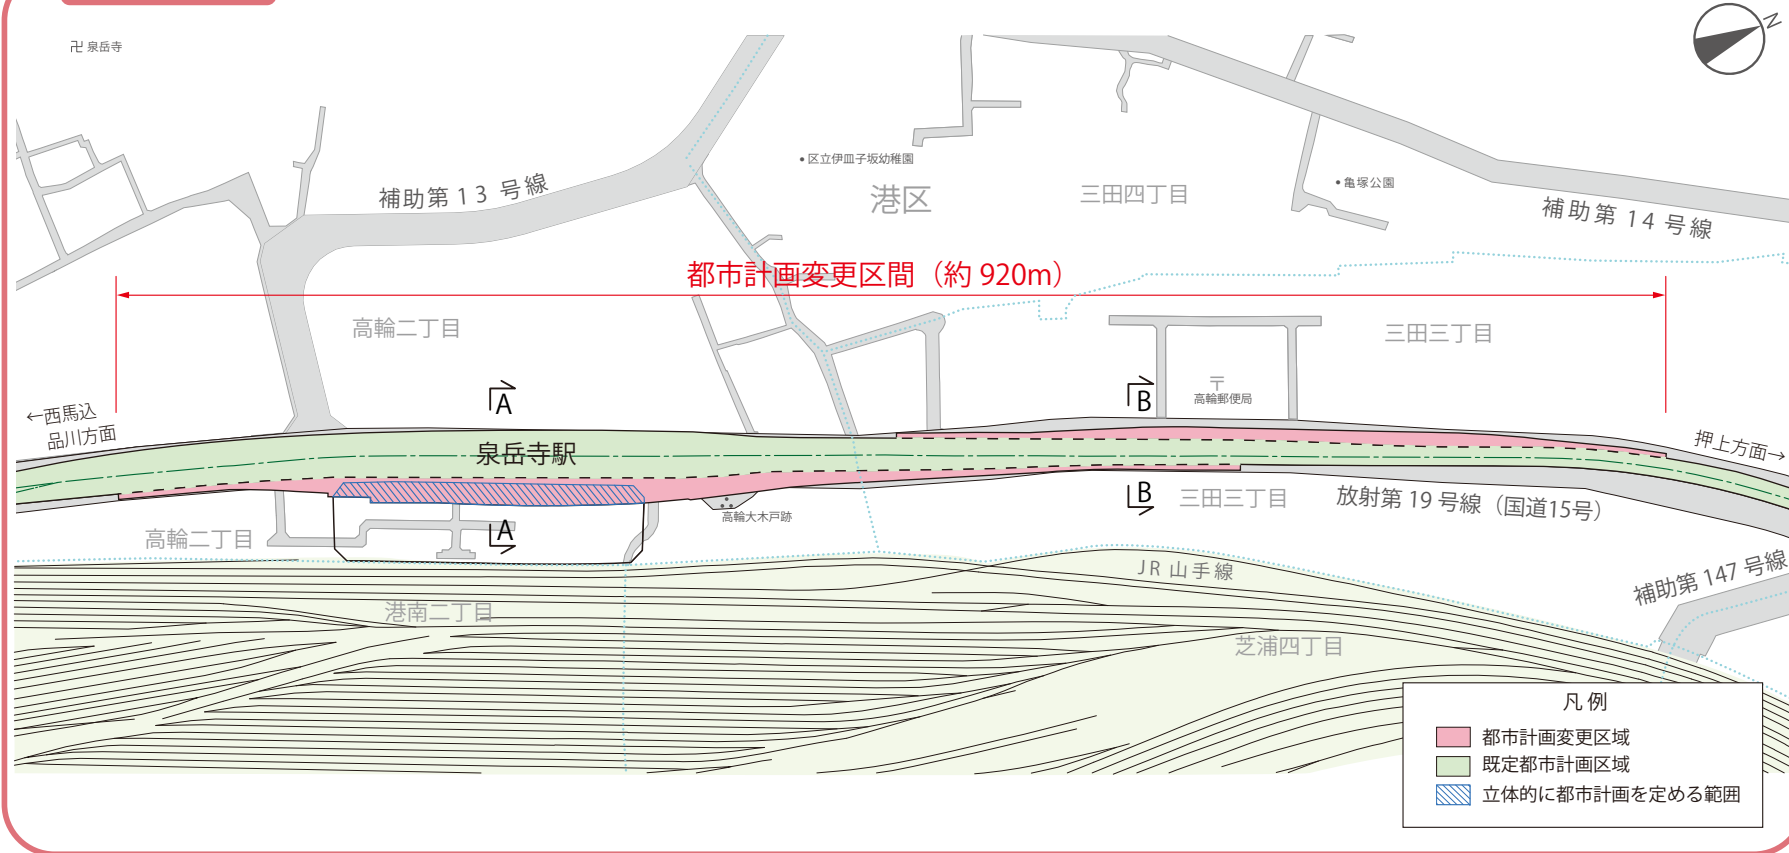 卍 泉岳寺
N
補助第 13 号線
区立伊皿子坂幼稚園
港区
三田四丁目
亀塚公園
補助第 14 号線
都市計画変更区間（約 920m）
高輪二丁目
三田三丁目
〒
高輪郵便局
A
B
←西馬込
品川方面
泉岳寺駅
押上方面→
高輪二丁目
A
高輪大木戸跡
B
三田三丁目
放射第 19 号線（国道15号）
JR 山手線
補助第 147 号線
港南二丁目
芝浦四丁目
凡 例
都市計画変更区域
既定都市計画区域
立体的に都市計画を定める範囲